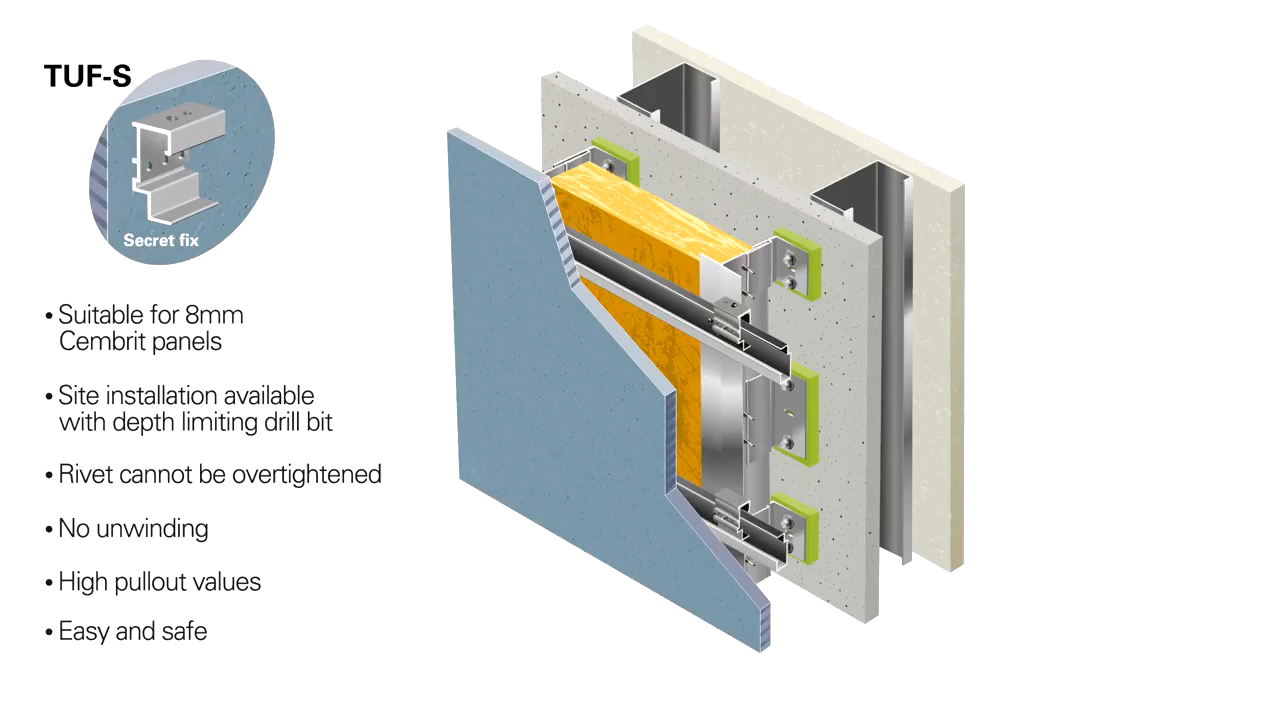 TUF-S
Secret fix
• Suitable for 8mm
Cembrit panels
• Site installation available
with depth limiting drill bit
• Rivet cannot be overtightened
• No unwinding
• High pullout values
• Easy and safe